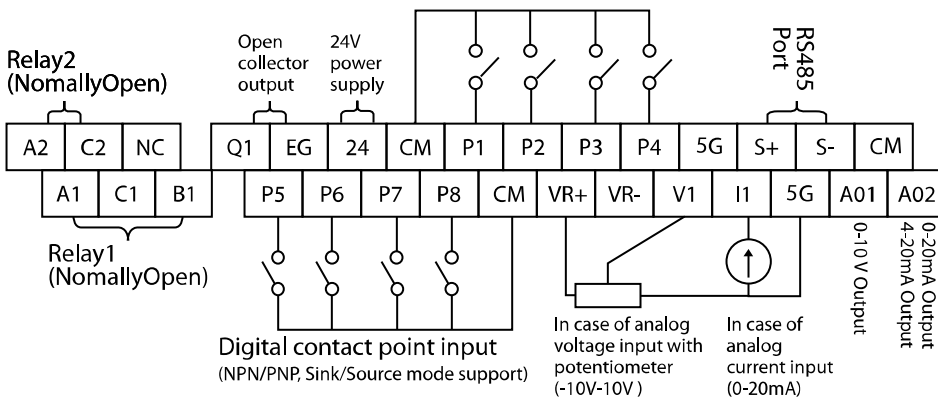 Relay2
(NomallyOpen)
Open
collector
output
24V
power
supply
RS485
Port
A2 C2 NC Q1 EG 24 CM P1 P2 P3 P4 5G S+ S- CM
A1 C1 B1 P5 P6 P7 P8 CM VR+ VR- V1 I1 5G A01 A02
Relay1
(NomallyOpen)
Digital contact point input
(NPN/PNP, Sink/Source mode support)
In case of analog
voltage input with
potentiometer
(-10V-10V )
In case of
analog
current input
(0-20mA)
0-10 V Output
0-20mA Output
4-20mA Output